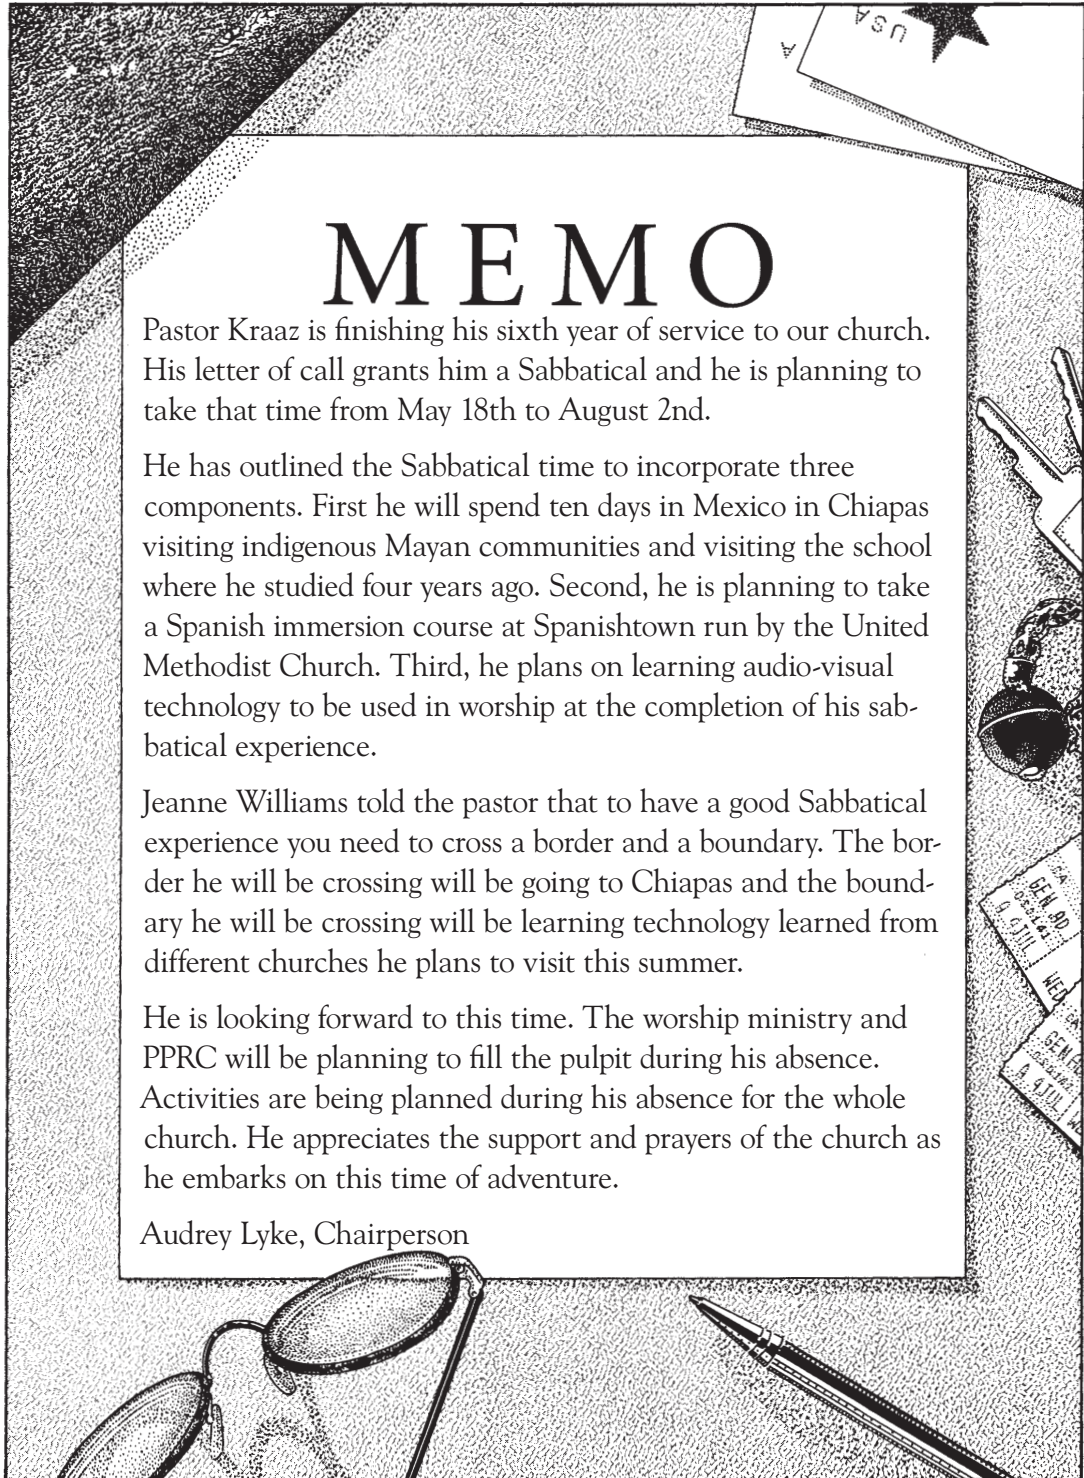 USA
A
MEMO
Pastor Kraaz is finishing his sixth year of service to our church.
His letter of call grants him a Sabbatical and he is planning to
take that time from May 18th to August 2nd.
He has outlined the Sabbatical time to incorporate three
components. First he will spend ten days in Mexico in Chiapas
visiting indigenous Mayan communities and visiting the school
where he studied four years ago. Second, he is planning to take
a Spanish immersion course at Spanishtown run by the United
Methodist Church. Third, he plans on learning audio-visual
technology to be used in worship at the completion of his sab-
batical experience.
Jeanne Williams told the pastor that to have a good Sabbatical
experience you need to cross a border and a boundary. The bor-
der he will be crossing will be going to Chiapas and the bound-
ary he will be crossing will be learning technology learned from
different churches he plans to visit this summer.
He is looking forward to this time. The worship ministry and
PPRC will be planning to fill the pulpit during his absence.
Activities are being planned during his absence for the whole
church. He appreciates the support and prayers of the church as
he embarks on this time of adventure.
Audrey Lyke, Chairperson
GEN AD
A 9JUL
WED
GEN
A 9JUL